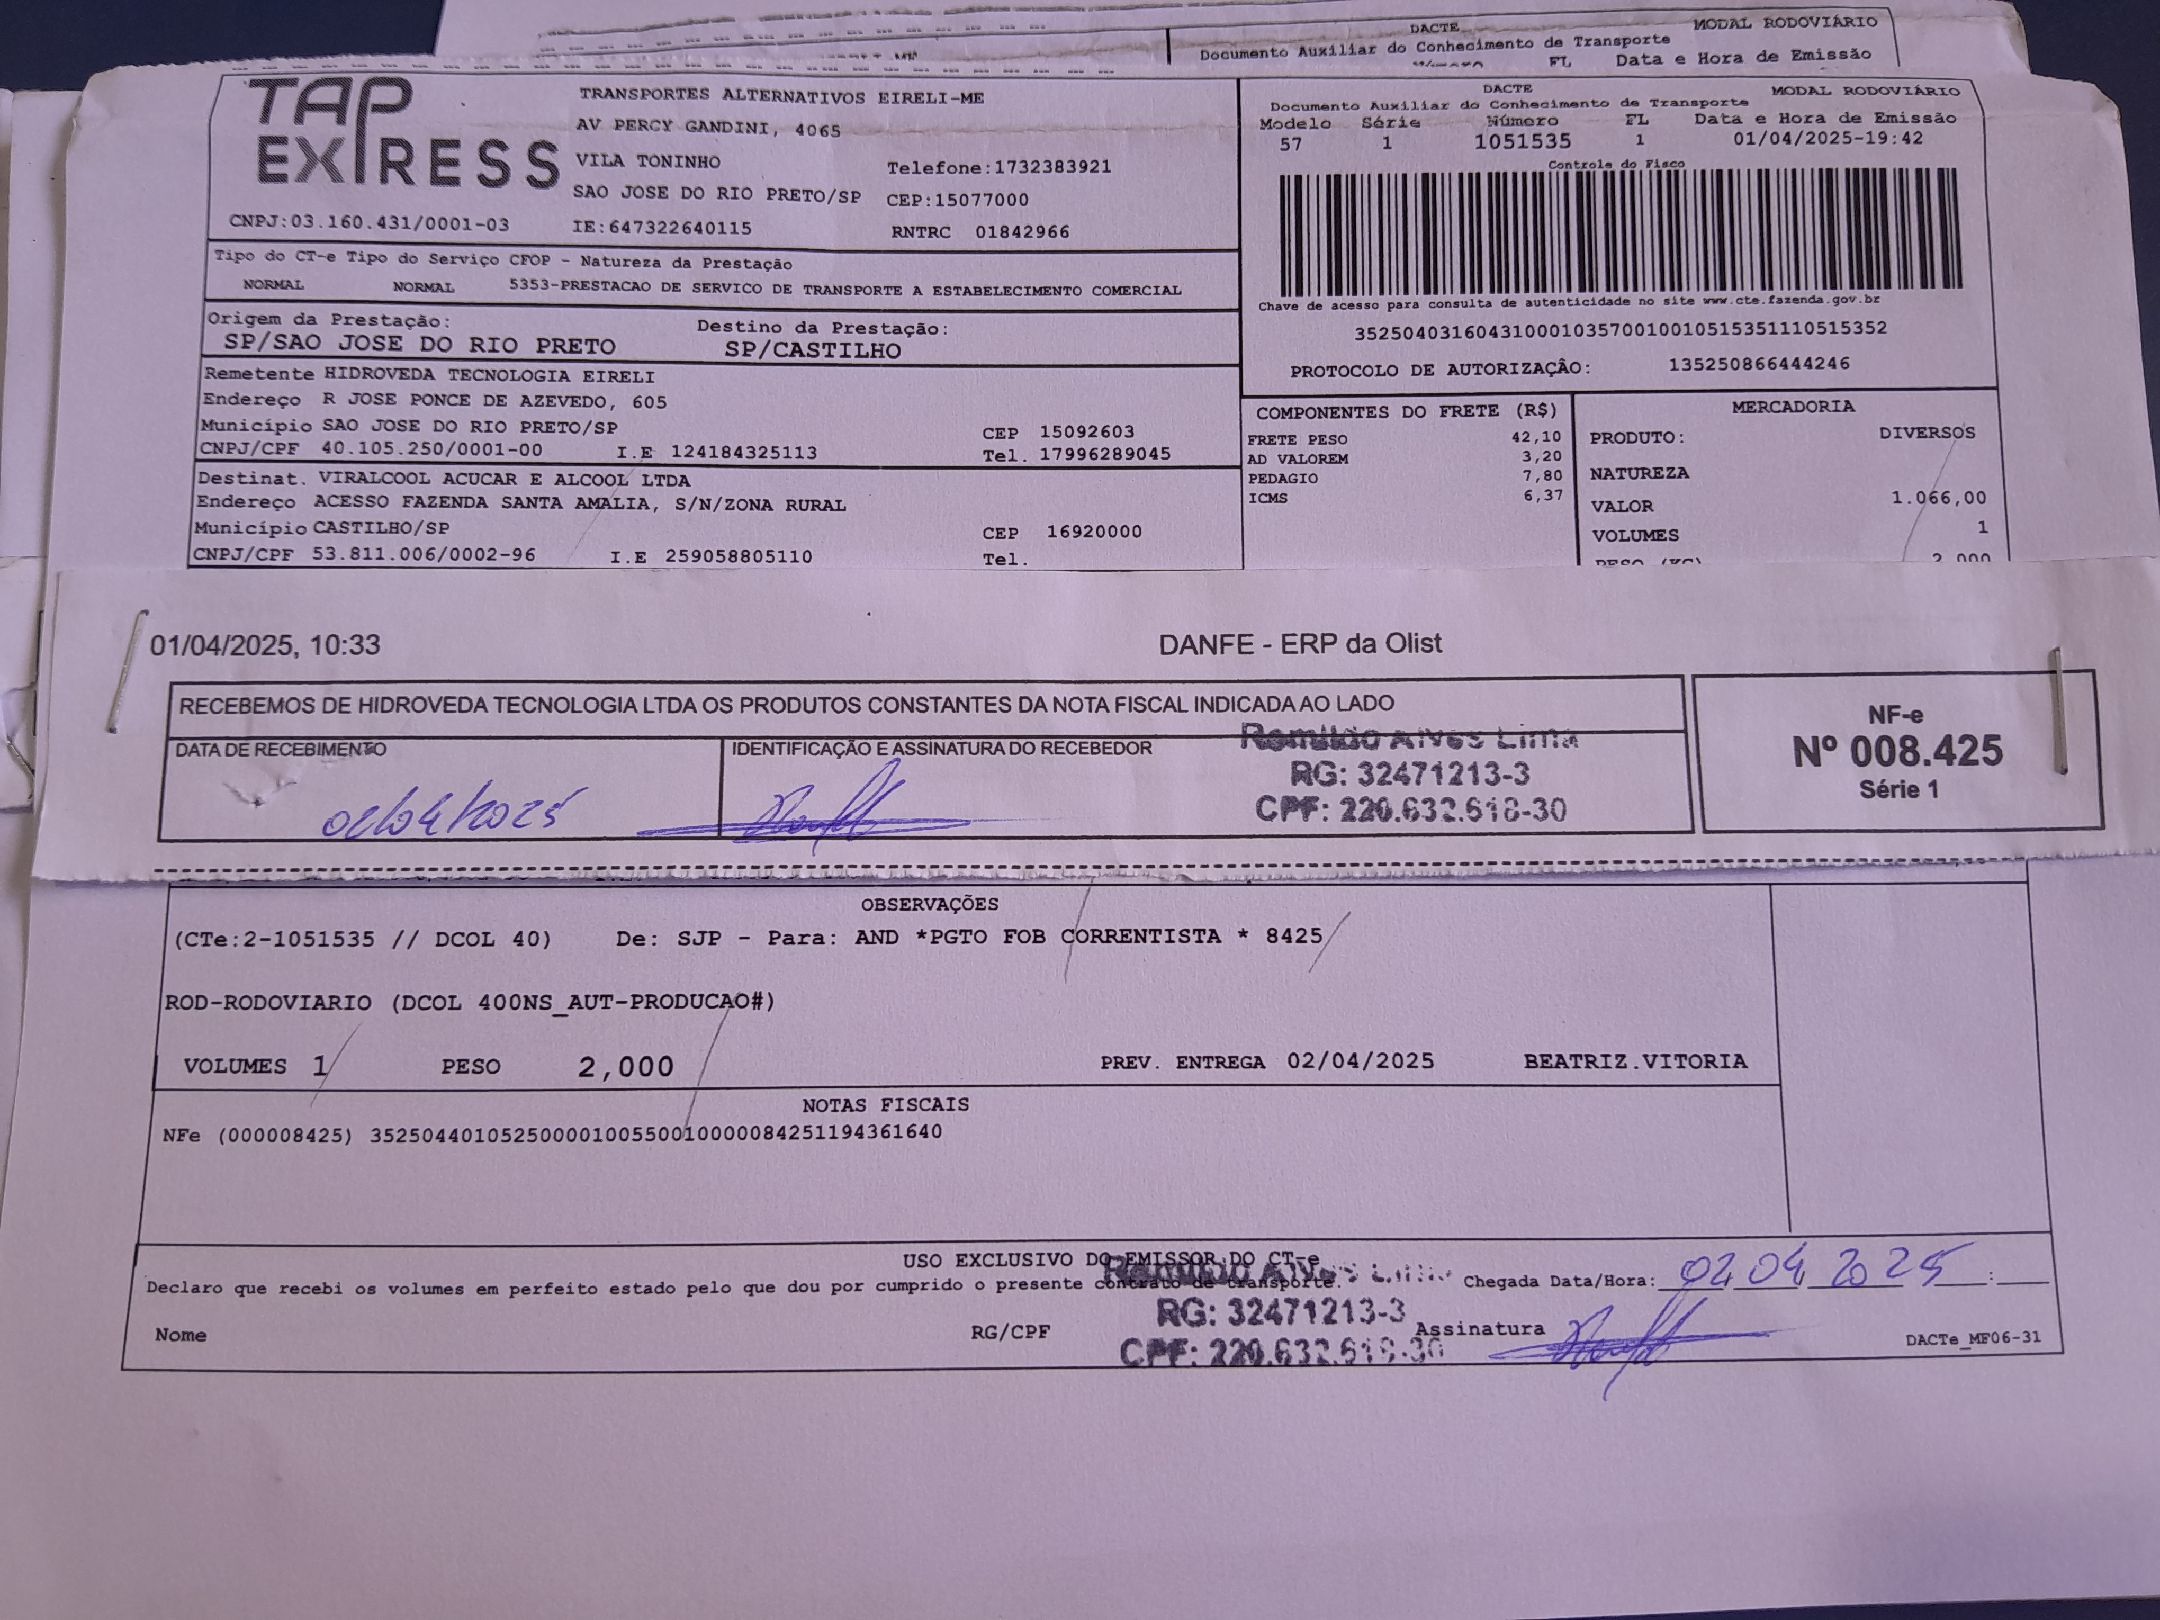 DACTE MODAL RODOVIÁRIO
Documento Auxiliar do Conhecimento de Transporte
FL Data e Hora de Emissão
TAP EXPRESS
TRANSPORTES ALTERNATIVOS EIRELI-ME
AV PERCY GANDINI, 4065
VILA TONINHO Telefone:1732383921
SAO JOSE DO RIO PRETO/SP CEP:15077000
CNPJ:03.160.431/0001-03 IE:647322640115 RNTRC 01842966
DACTE MODAL RODOVIÁRIO
Documento Auxiliar do Conhecimento de Transporte
Modelo Série Número FL Data e Hora de Emissão
57 1 1051535 1 01/04/2025-19:42
Controle do Fisco
Chave de acesso para consulta de autenticidade no site www.cte.fazenda.gov.br
35250403160431000103570010010515351110515352
PROTOCOLO DE AUTORIZAÇÂO: 135250866444246
Tipo do CT-e Tipo do Serviço CFOP - Natureza da Prestação
NORMAL NORMAL 5353-PRESTACAO DE SERVICO DE TRANSPORTE A ESTABELECIMENTO COMERCIAL
Origem da Prestação: Destino da Prestação:
SP/SAO JOSE DO RIO PRETO SP/CASTILHO
Remetente HIDROVEDA TECNOLOGIA EIRELI
Endereço R JOSE PONCE DE AZEVEDO, 605
Município SAO JOSE DO RIO PRETO/SP CEP 15092603
CNPJ/CPF 40.105.250/0001-00 I.E 124184325113 Tel. 17996289045
Destinat. VIRALCOOL ACUCAR E ALCOOL LTDA
Endereço ACESSO FAZENDA SANTA AMALIA, S/N/ZONA RURAL
Município CASTILHO/SP CEP 16920000
CNPJ/CPF 53.811.006/0002-96 I.E 259058805110 Tel.
COMPONENTES DO FRETE (R$)
FRETE PESO 42,10
AD VALOREM 3,20
PEDAGIO 7,80
ICMS 6,37
MERCADORIA
PRODUTO: DIVERSOS
NATUREZA
VALOR 1.066,00
VOLUMES 1
PESO (KG) 2,000
01/04/2025, 10:33 DANFE - ERP da Olist
RECEBEMOS DE HIDROVEDA TECNOLOGIA LTDA OS PRODUTOS CONSTANTES DA NOTA FISCAL INDICADA AO LADO
DATA DE RECEBIMENTO IDENTIFICAÇÃO E ASSINATURA DO RECEBEDOR
02/04/2025
Romildo Alves Lima
RG: 32471213-3
CPF: 220.632.618-30
NF-e
Nº 008.425
Série 1
OBSERVAÇÕES
(CTe:2-1051535 // DCOL 40) De: SJP - Para: AND *PGTO FOB CORRENTISTA * 8425
ROD-RODOVIARIO (DCOL 400NS_AUT-PRODUCAO#)
VOLUMES 1 PESO 2,000 PREV. ENTREGA 02/04/2025 BEATRIZ.VITORIA
NOTAS FISCAIS
NFe (000008425) 35250440105250000100550010000084251194361640
USO EXCLUSIVO DO EMISSOR DO CT-e
Declaro que recebi os volumes em perfeito estado pelo que dou por cumprido o presente contrato de transporte. Chegada Data/Hora: 02 04 2025 :
Romildo Alves Lima
RG: 32471213-3
CPF: 220.632.618-30
Nome RG/CPF Assinatura DACTe_MF06-31